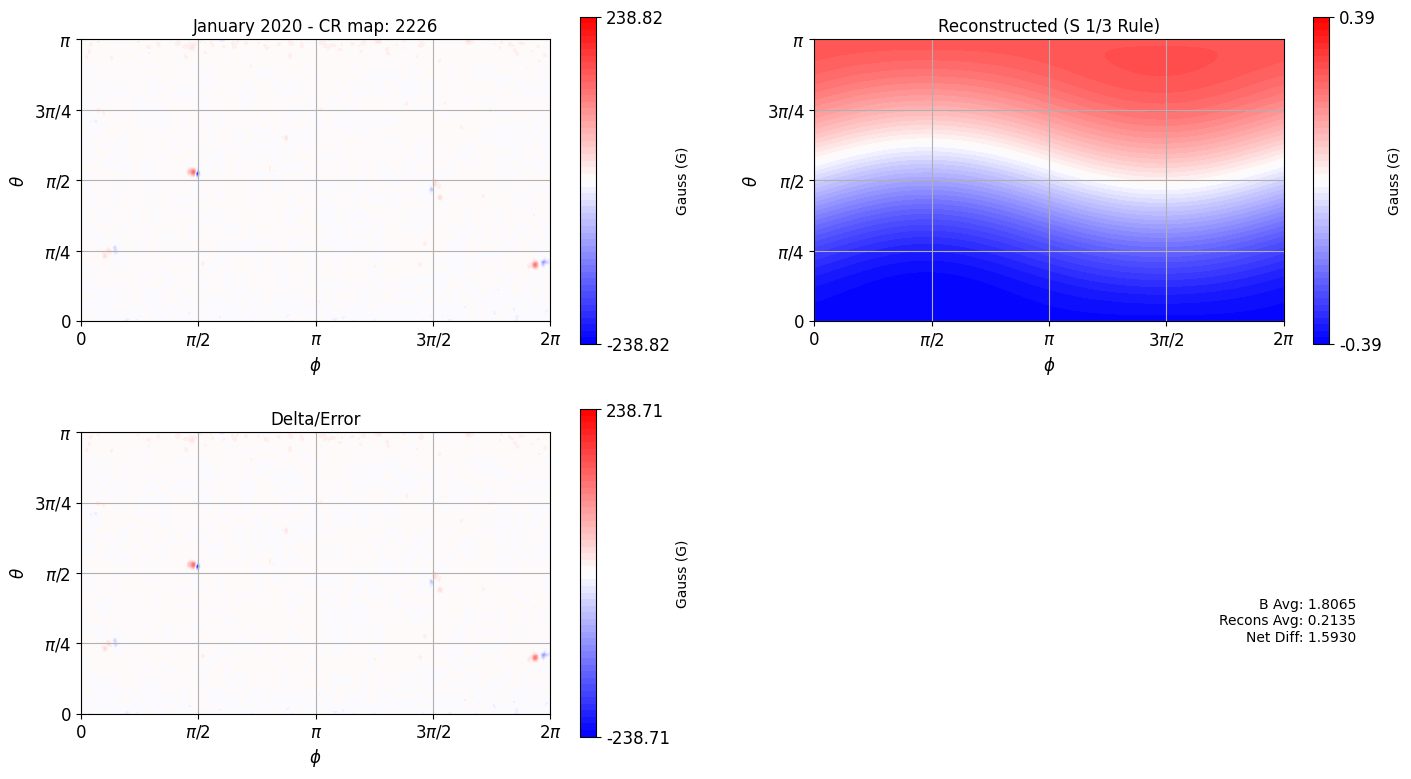 January 2020 - CR map: 2226
238.82
-238.82
Gauss (G)
π
3π/4
π/2
π/4
0
θ
0
π/2
π
3π/2
2π
ϕ
Reconstructed (S 1/3 Rule)
0.39
-0.39
Gauss (G)
π
3π/4
π/2
π/4
0
θ
0
π/2
π
3π/2
2π
ϕ
Delta/Error
238.71
-238.71
Gauss (G)
π
3π/4
π/2
π/4
0
θ
0
π/2
π
3π/2
2π
ϕ
B Avg: 1.8065
Recons Avg: 0.2135
Net Diff: 1.5930